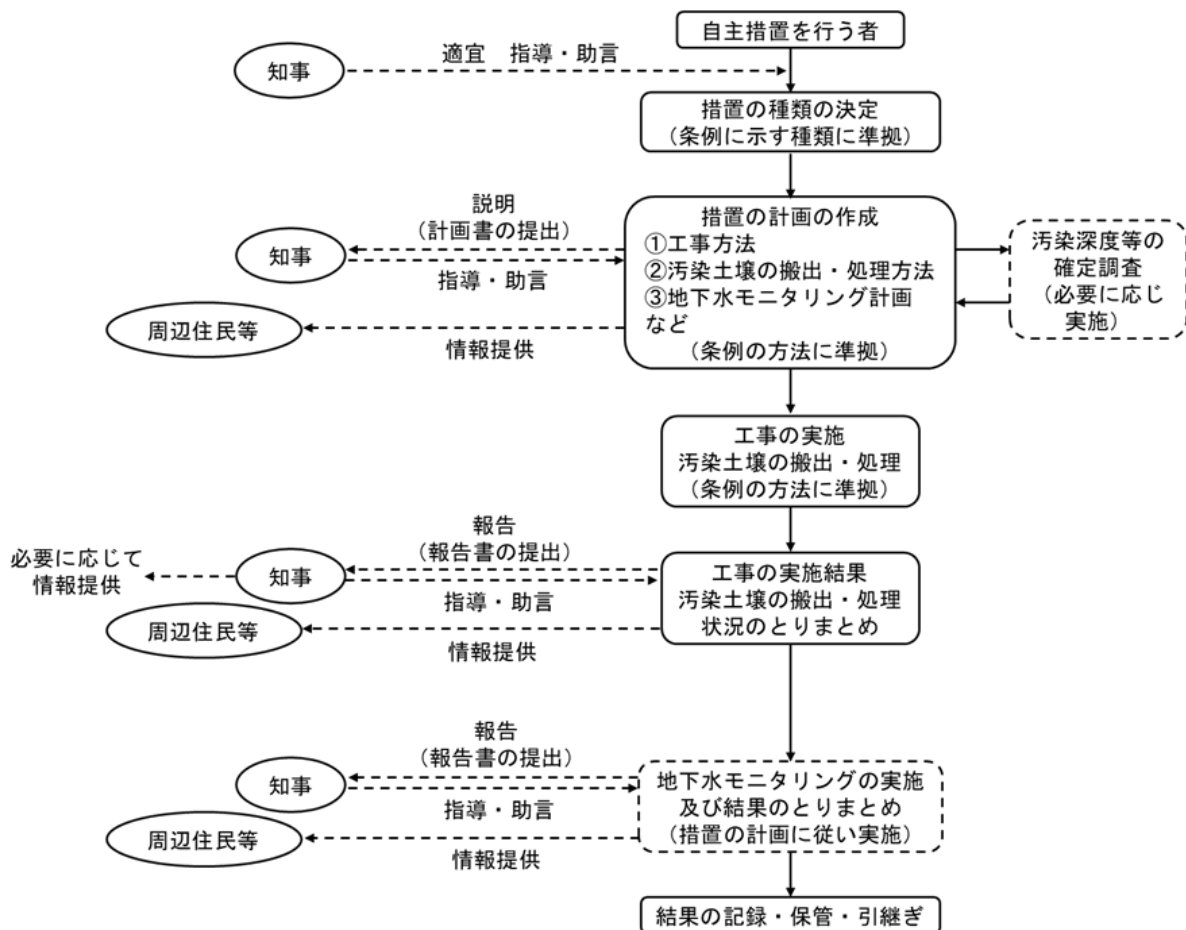 自主措置を行う者
適宜　指導・助言
知事
措置の種類の決定
（条例に示す種類に準拠）
説明
（計画書の提出）
知事
指導・助言
周辺住民等
情報提供
措置の計画の作成
①工事方法
②汚染土壌の搬出・処理方法
③地下水モニタリング計画
など
（条例の方法に準拠）
汚染深度等の
確定調査
（必要に応じ
実施）
工事の実施
汚染土壌の搬出・処理
（条例の方法に準拠）
報告
（報告書の提出）
必要に応じて
情報提供
知事
指導・助言
周辺住民等
情報提供
工事の実施結果
汚染土壌の搬出・処理
状況のとりまとめ
報告
（報告書の提出）
知事
指導・助言
周辺住民等
情報提供
地下水モニタリングの実施
及び結果のとりまとめ
（措置の計画に従い実施）
結果の記録・保管・引継ぎ